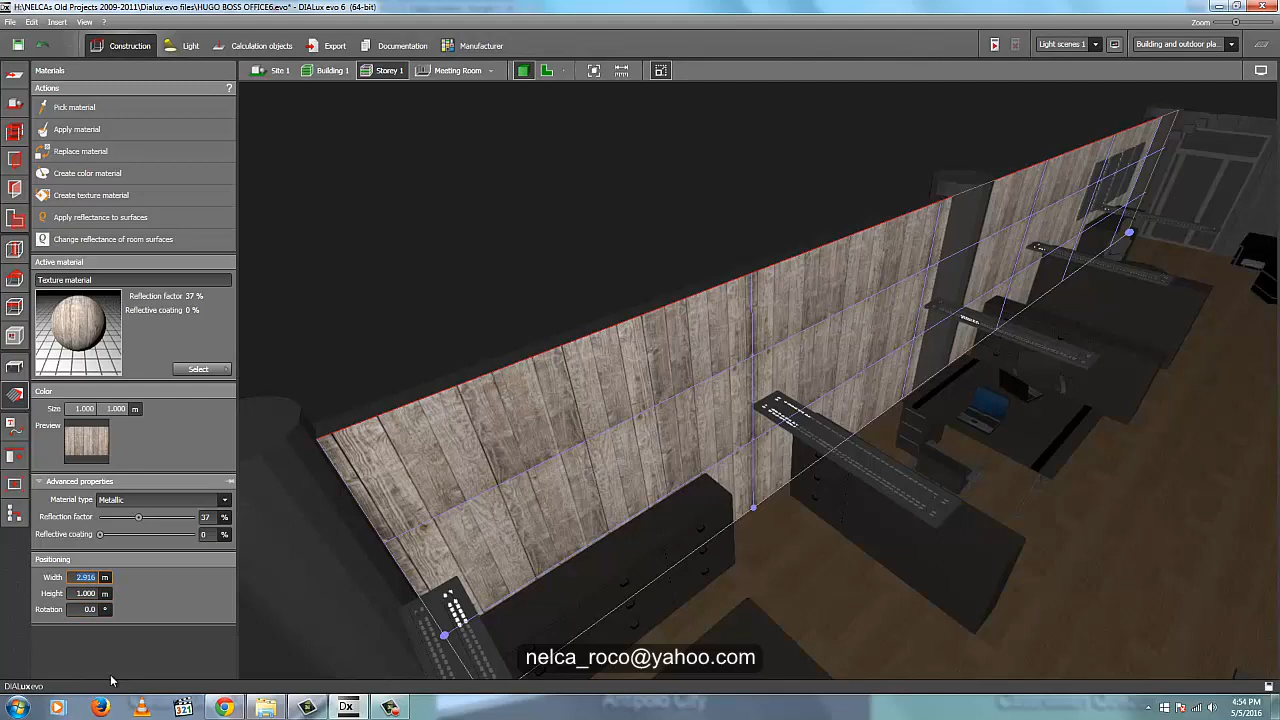 H:\NELCAs Old Projects 2009-2011\Dialux evo files\HUGO BOSS OFFICE6.evo* - DIALux evo 6 (64-bit)
File Edit Insert View ?
Zoom
Construction Light Calculation objects Export Documentation Manufacturer
Light scenes 1 Building and outdoor pla...
Materials
Site 1 Building 1 Storey 1 Meeting Room
Actions ?
Pick material
Apply material
Replace material
Create color material
Create texture material
Apply reflectance to surfaces
Change reflectance of room surfaces
Active material
Texture material
Reflection factor 37 %
Reflective coating 0 %
Select
Color
Size 1.000 1.000 m
Preview
Advanced properties
Material type Metallic
Reflection factor 37 %
Reflective coating 0 %
Positioning
Width 2.916 m
Height 1.000 m
Rotation 0.0 °
nelca_roco@yahoo.com
DIALux evo
321
Dx
4:54 PM
5/5/2016